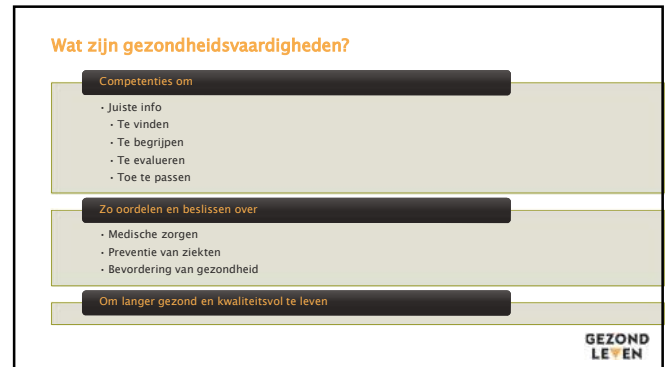 Wat zijn gezondheidsvaardigheden?
Competenties om
• Juiste info
• Te vinden
• Te begrijpen
• Te evalueren
• Toe te passen
Zo oordelen en beslissen over
• Medische zorgen
• Preventie van ziekten
• Bevordering van gezondheid
Om langer gezond en kwaliteitsvol te leven
GEZOND
LEVEN